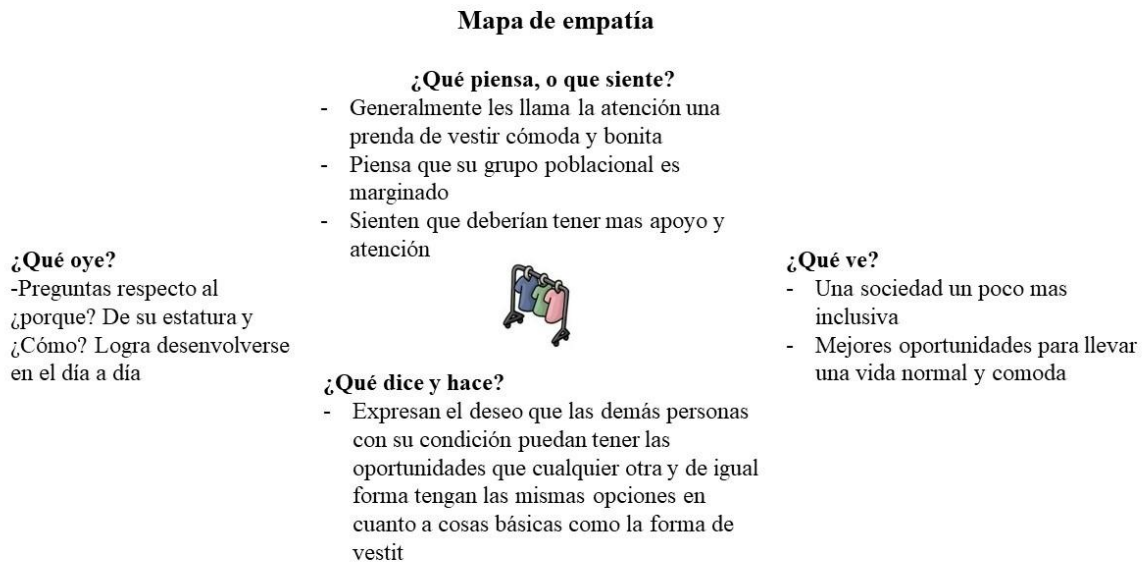 Mapa de empatía
¿Qué piensa, o que siente?
- Generalmente les llama la atención una
prenda de vestir cómoda y bonita
- Piensa que su grupo poblacional es
marginado
- Sienten que deberían tener mas apoyo y
atención
¿Qué oye?
-Preguntas respecto al
¿porque? De su estatura y
¿Cómo? Logra desenvolverse
en el día a día
¿Qué ve?
- Una sociedad un poco mas
inclusiva
- Mejores oportunidades para llevar
una vida normal y comoda
¿Qué dice y hace?
- Expresan el deseo que las demás personas
con su condición puedan tener las
oportunidades que cualquier otra y de igual
forma tengan las mismas opciones en
cuanto a cosas básicas como la forma de
vestit